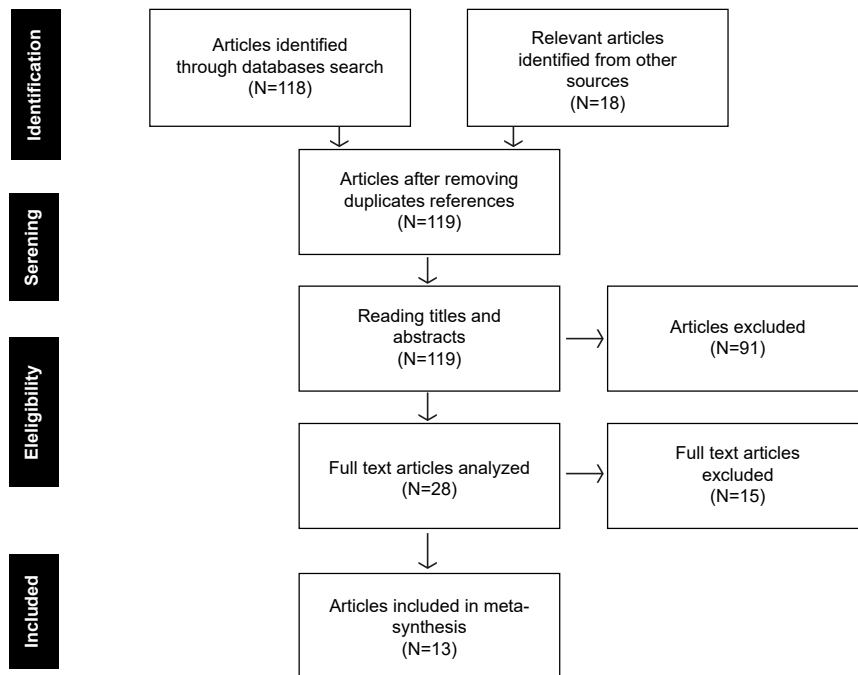 Identification
Articles identified
through databases search
(N=118)
Relevant articles
identified from other
sources
(N=18)
Articles after removing
duplicates references
(N=119)
Serening
Reading titles and
abstracts
(N=119)
Articles excluded
(N=91)
Eleligibility
Full text articles analyzed
(N=28)
Full text articles
excluded
(N=15)
Included
Articles included in meta-
synthesis
(N=13)